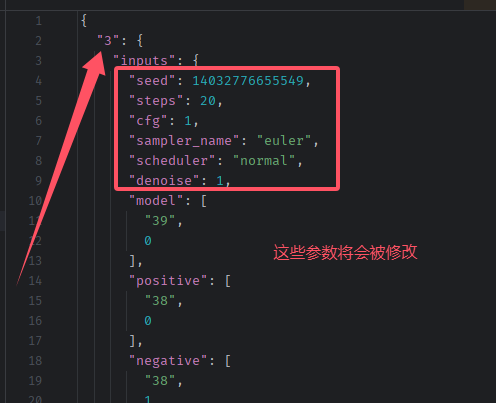 1 {
2 "3": {
3 "inputs": {
4 "seed": 14032776655549,
5 "steps": 20,
6 "cfg": 1,
7 "sampler_name": "euler",
8 "scheduler": "normal",
9 "denoise": 1,
10 "model": [
11 "39",
12 0
13 ], 这些参数将会被修改
14 "positive": [
15 "38",
16 0
17 ],
18 "negative": [
19 "38",
20 1